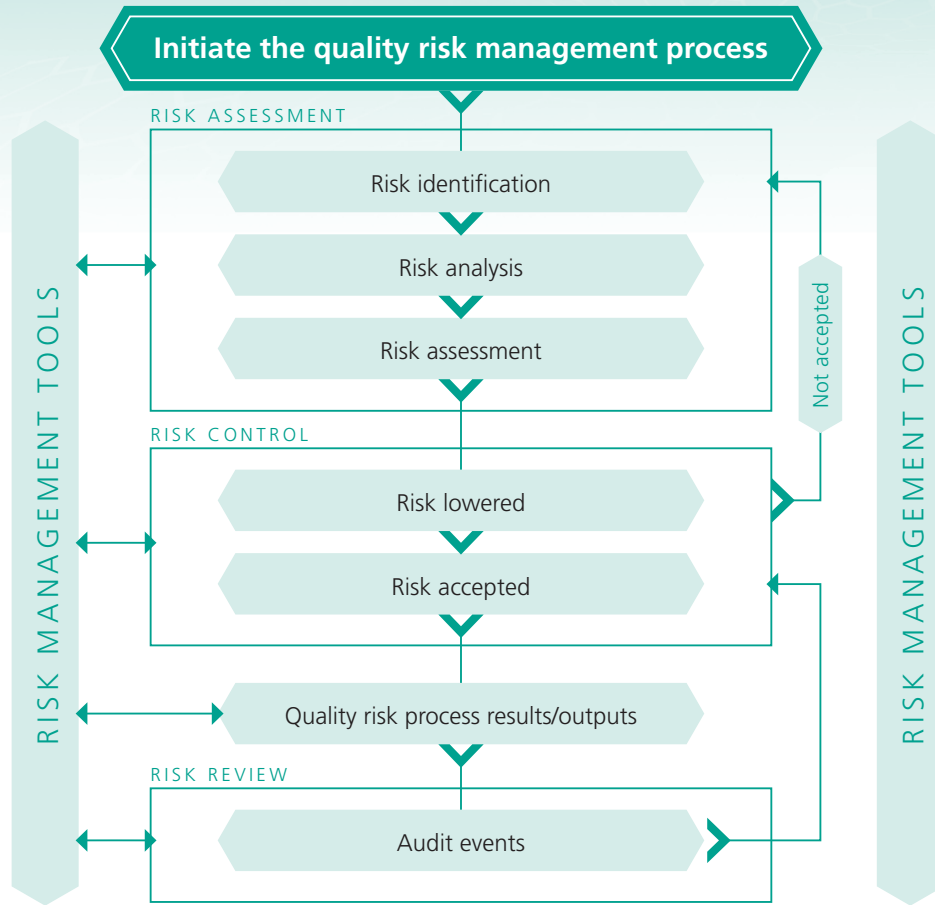 Initiate the quality risk management process
RISK ASSESSMENT
Risk identification
Risk analysis
Risk assessment
Not accepted
RISK CONTROL
Risk lowered
Risk accepted
Quality risk process results/outputs
RISK REVIEW
Audit events
RISK MANAGEMENT TOOLS
RISK MANAGEMENT TOOLS